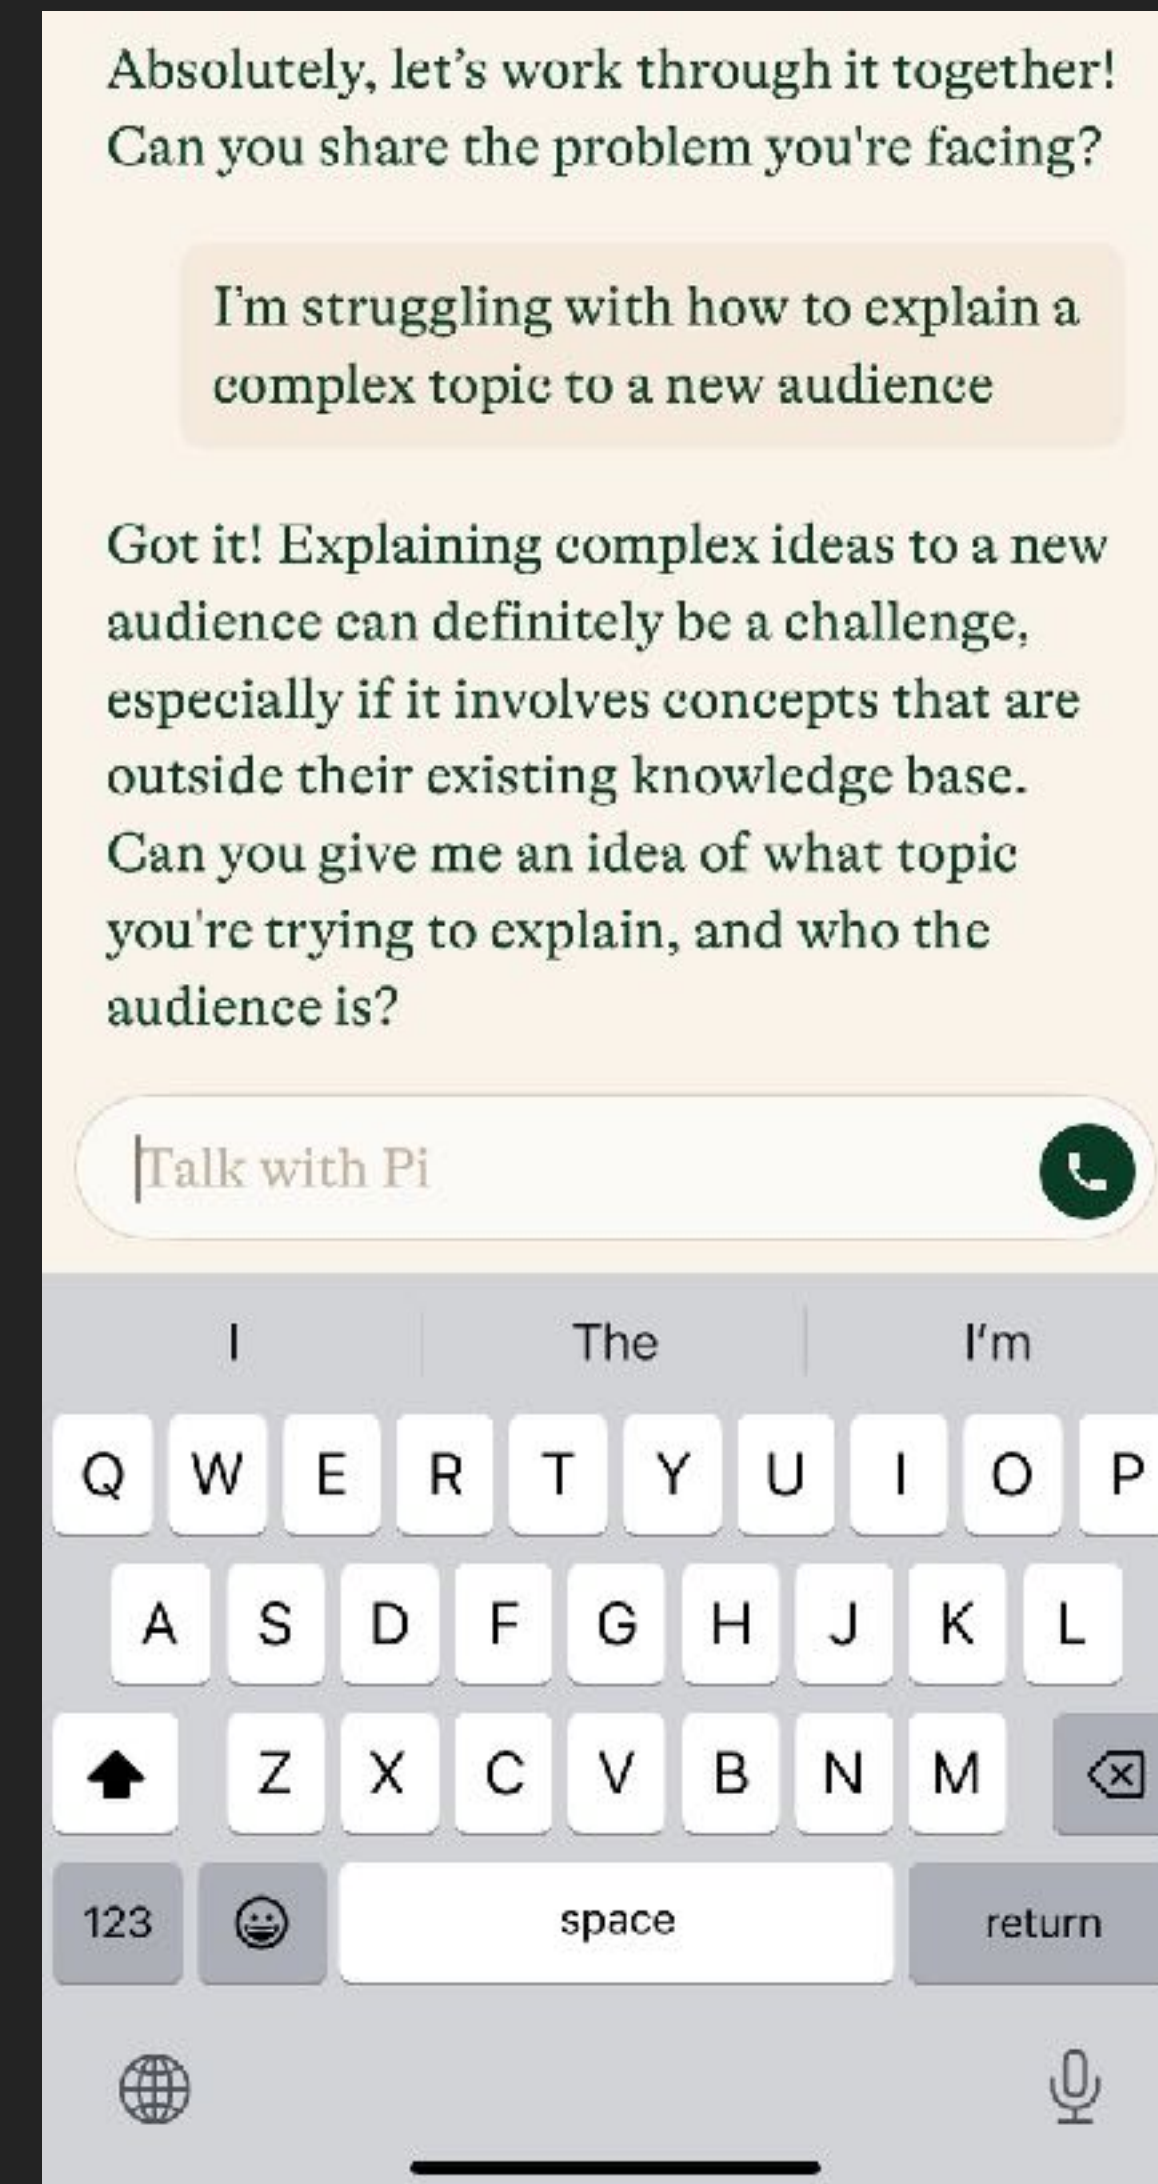 Absolutely, let’s work through it together!
Can you share the problem you're facing?
I’m struggling with how to explain a
complex topic to a new audience
Got it! Explaining complex ideas to a new
audience can definitely be a challenge,
especially if it involves concepts that are
outside their existing knowledge base.
Can you give me an idea of what topic
you're trying to explain, and who the
audience is?
Talk with Pi
I The I’m
Q W E R T Y U I O P
A S D F G H J K L
Z X C V B N M
123 space return